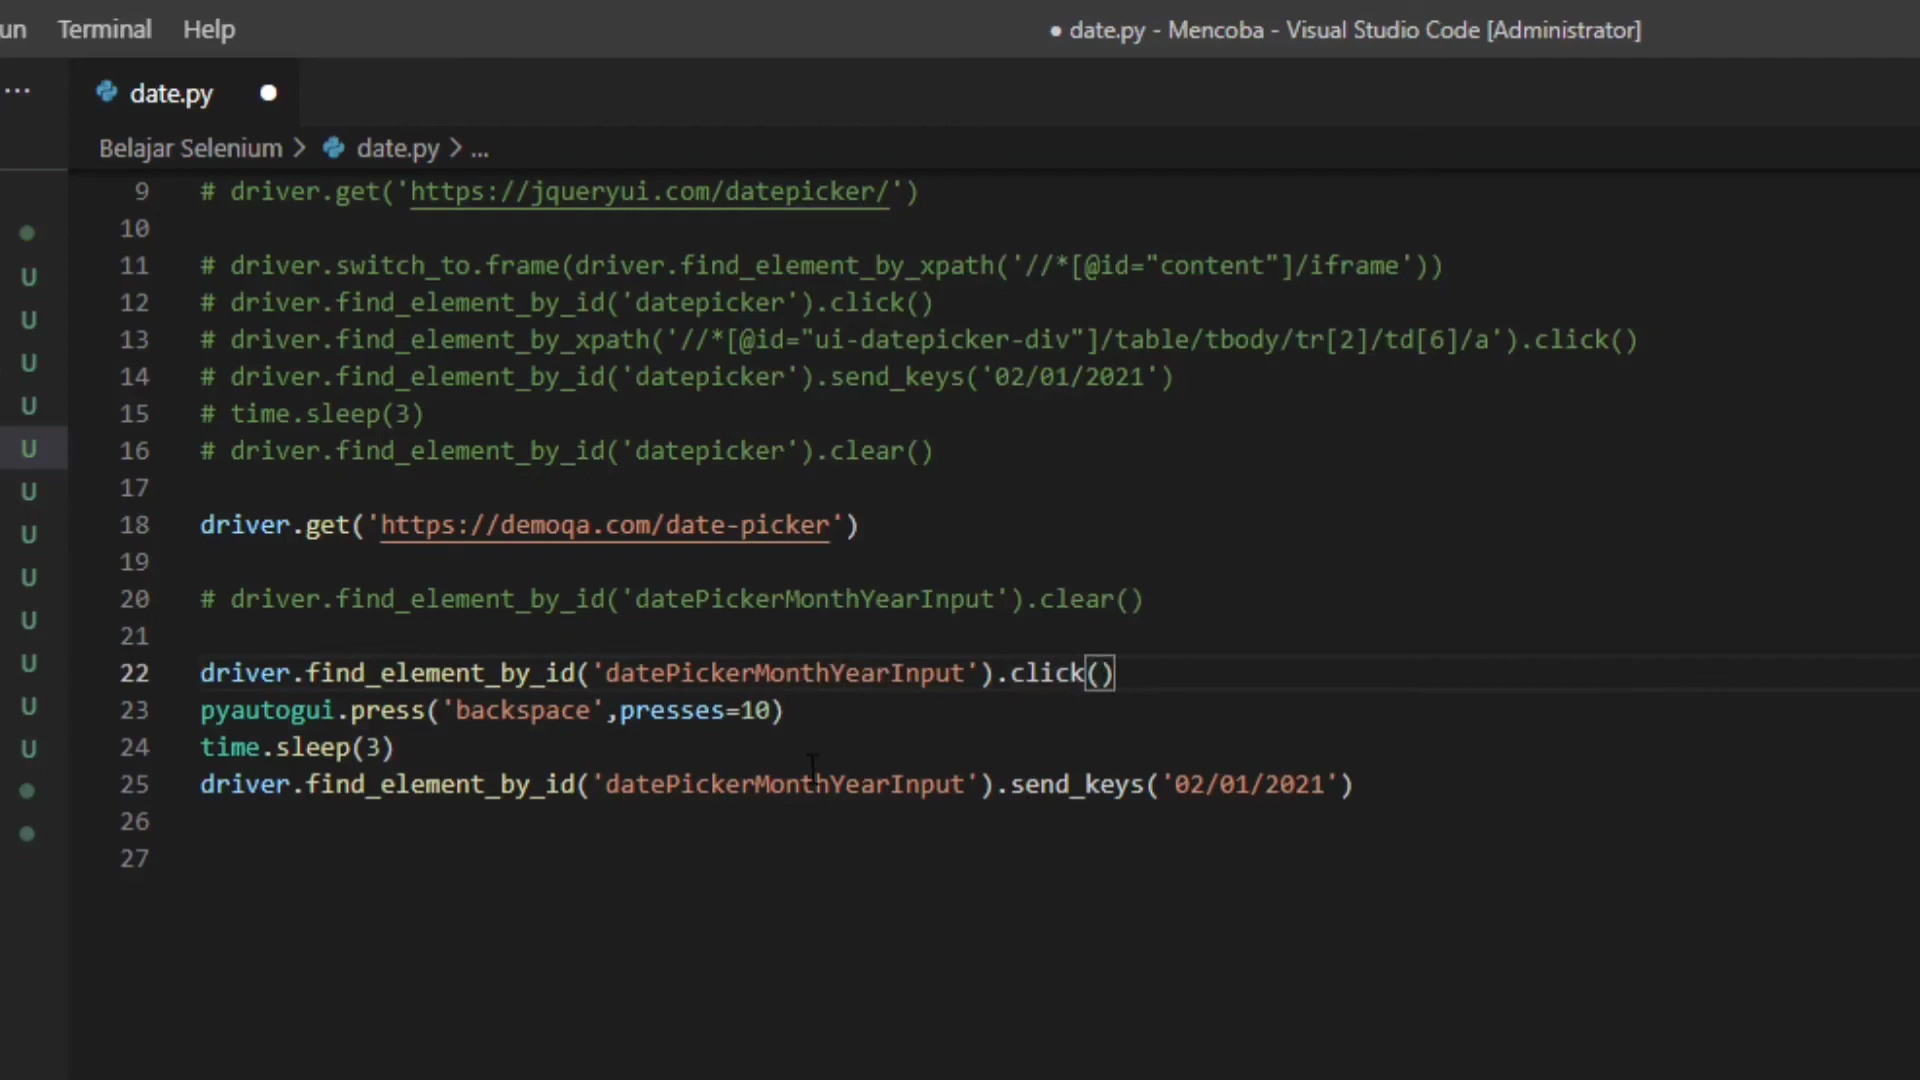 un Terminal Help ● date.py - Mencoba - Visual Studio Code [Administrator]
... date.py ●
Belajar Selenium > date.py > ...
9 # driver.get('https://jqueryui.com/datepicker/')
10
U 11 # driver.switch_to.frame(driver.find_element_by_xpath('//*[@id="content"]/iframe'))
12 # driver.find_element_by_id('datepicker').click()
U 13 # driver.find_element_by_xpath('//*[@id="ui-datepicker-div"]/table/tbody/tr[2]/td[6]/a').click()
U 14 # driver.find_element_by_id('datepicker').send_keys('02/01/2021')
U 15 # time.sleep(3)
U 16 # driver.find_element_by_id('datepicker').clear()
U 17
U 18 driver.get('https://demoqa.com/date-picker')
19
U 20 # driver.find_element_by_id('datePickerMonthYearInput').clear()
U 21
U 22 driver.find_element_by_id('datePickerMonthYearInput').click()
U 23 pyautogui.press('backspace',presses=10)
U 24 time.sleep(3)
25 driver.find_element_by_id('datePickerMonthYearInput').send_keys('02/01/2021')
26
27